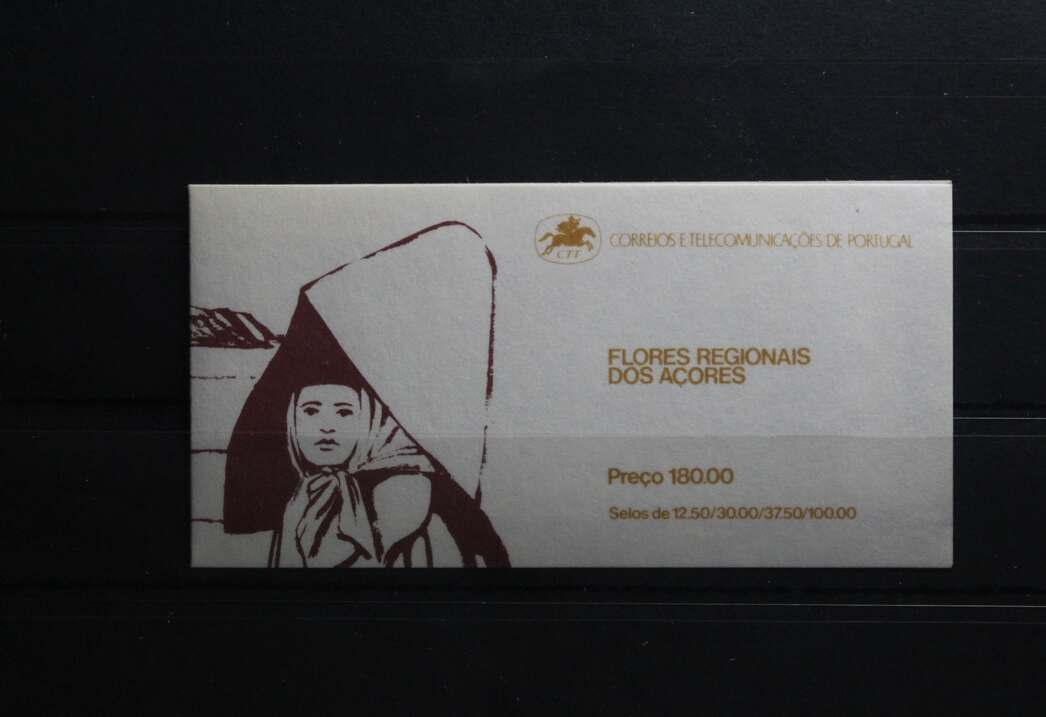 CTT
CORREIOS E TELECOMUNICAÇÕES DE PORTUGAL
FLORES REGIONAIS
DOS AÇORES
Preço 180.00
Selos de 12.50/30.00/37.50/100.00